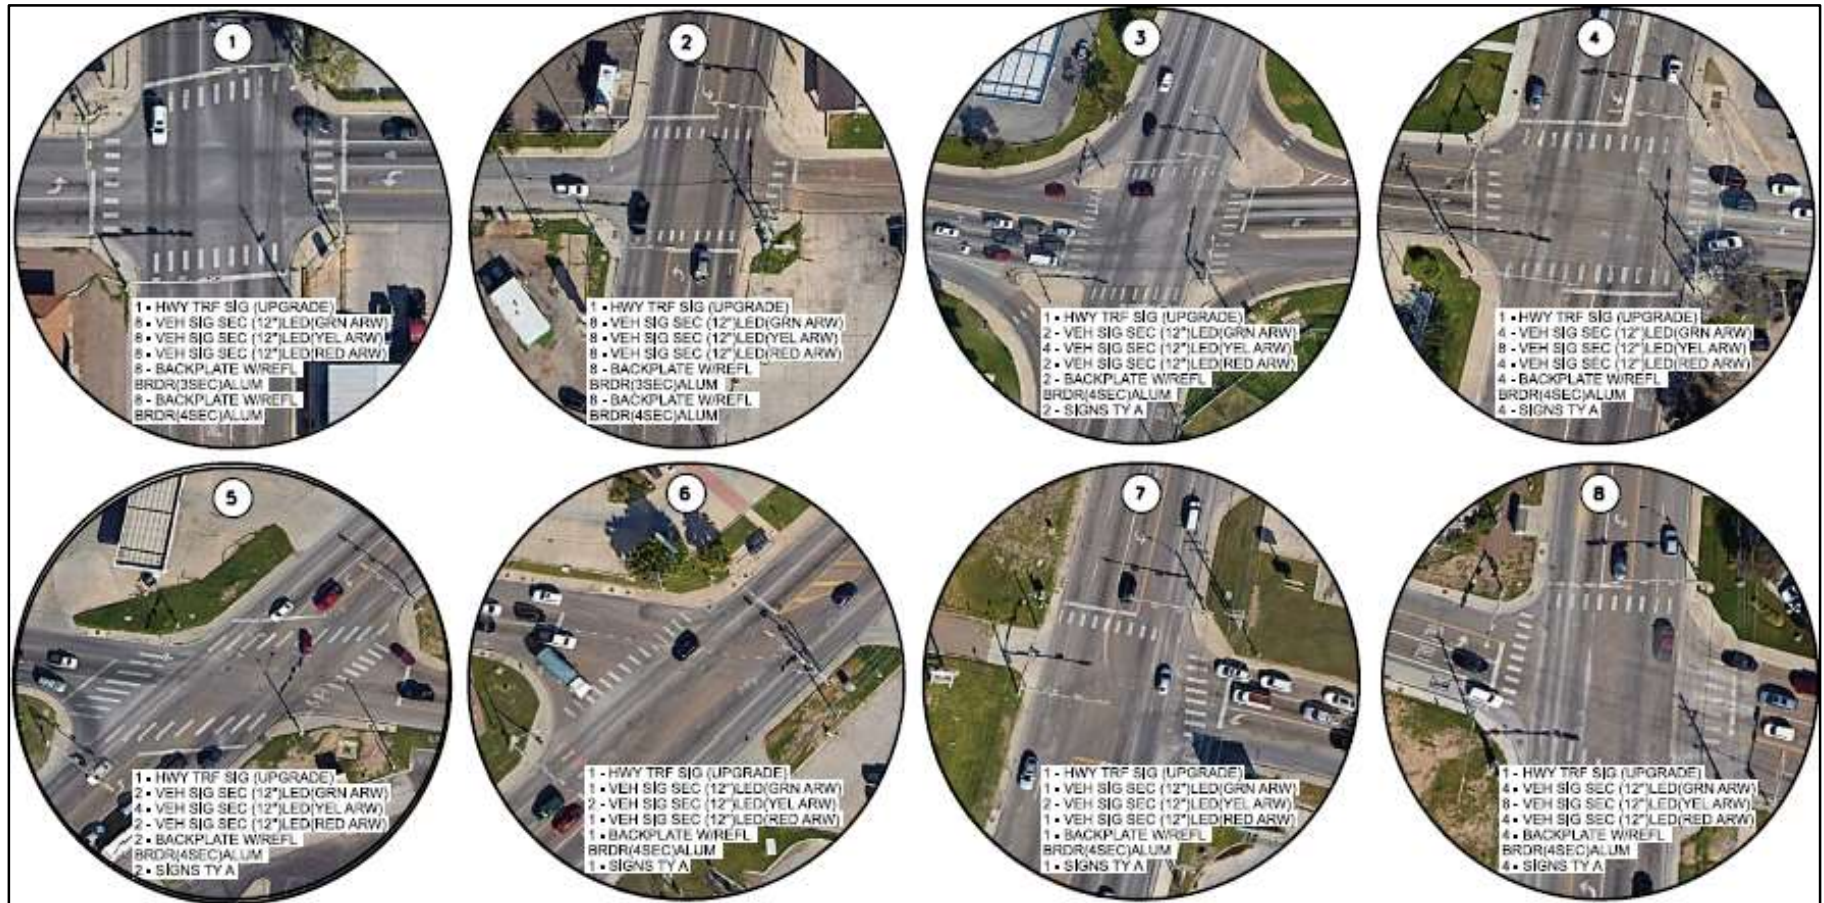 1
1 - HWY TRF SIG (UPGRADE)
8 - VEH SIG SEC (12")LED(GRN ARW)
8 - VEH SIG SEC (12")LED(YEL ARW)
8 - VEH SIG SEC (12")LED(RED ARW)
8 - BACKPLATE W/REFL
BRDR(3SEC)ALUM
8 - BACKPLATE W/REFL
BRDR(4SEC)ALUM
2
1 - HWY TRF SIG (UPGRADE)
8 - VEH SIG SEC (12")LED(GRN ARW)
8 - VEH SIG SEC (12")LED(YEL ARW)
8 - VEH SIG SEC (12")LED(RED ARW)
8 - BACKPLATE W/REFL
BRDR(3SEC)ALUM
8 - BACKPLATE W/REFL
BRDR(4SEC)ALUM
3
1 - HWY TRF SIG (UPGRADE)
2 - VEH SIG SEC (12")LED(GRN ARW)
4 - VEH SIG SEC (12")LED(YEL ARW)
2 - VEH SIG SEC (12")LED(RED ARW)
2 - BACKPLATE W/REFL
BRDR(4SEC)ALUM
2 - SIGNS TY A
4
1 - HWY TRF SIG (UPGRADE)
4 - VEH SIG SEC (12")LED(GRN ARW)
8 - VEH SIG SEC (12")LED(YEL ARW)
4 - VEH SIG SEC (12")LED(RED ARW)
4 - BACKPLATE W/REFL
BRDR(4SEC)ALUM
4 - SIGNS TY A
5
1 - HWY TRF SIG (UPGRADE)
2 - VEH SIG SEC (12")LED(GRN ARW)
4 - VEH SIG SEC (12")LED(YEL ARW)
2 - VEH SIG SEC (12")LED(RED ARW)
2 - BACKPLATE W/REFL
BRDR(4SEC)ALUM
2 - SIGNS TY A
6
1 - HWY TRF SIG (UPGRADE)
1 - VEH SIG SEC (12")LED(GRN ARW)
2 - VEH SIG SEC (12")LED(YEL ARW)
1 - VEH SIG SEC (12")LED(RED ARW)
1 - BACKPLATE W/REFL
BRDR(4SEC)ALUM
1 - SIGNS TY A
7
1 - HWY TRF SIG (UPGRADE)
1 - VEH SIG SEC (12")LED(GRN ARW)
2 - VEH SIG SEC (12")LED(YEL ARW)
1 - VEH SIG SEC (12")LED(RED ARW)
1 - BACKPLATE W/REFL
BRDR(4SEC)ALUM
1 - SIGNS TY A
8
1 - HWY TRF SIG (UPGRADE)
4 - VEH SIG SEC (12")LED(GRN ARW)
8 - VEH SIG SEC (12")LED(YEL ARW)
4 - VEH SIG SEC (12")LED(RED ARW)
4 - BACKPLATE W/REFL
BRDR(4SEC)ALUM
4 - SIGNS TY A